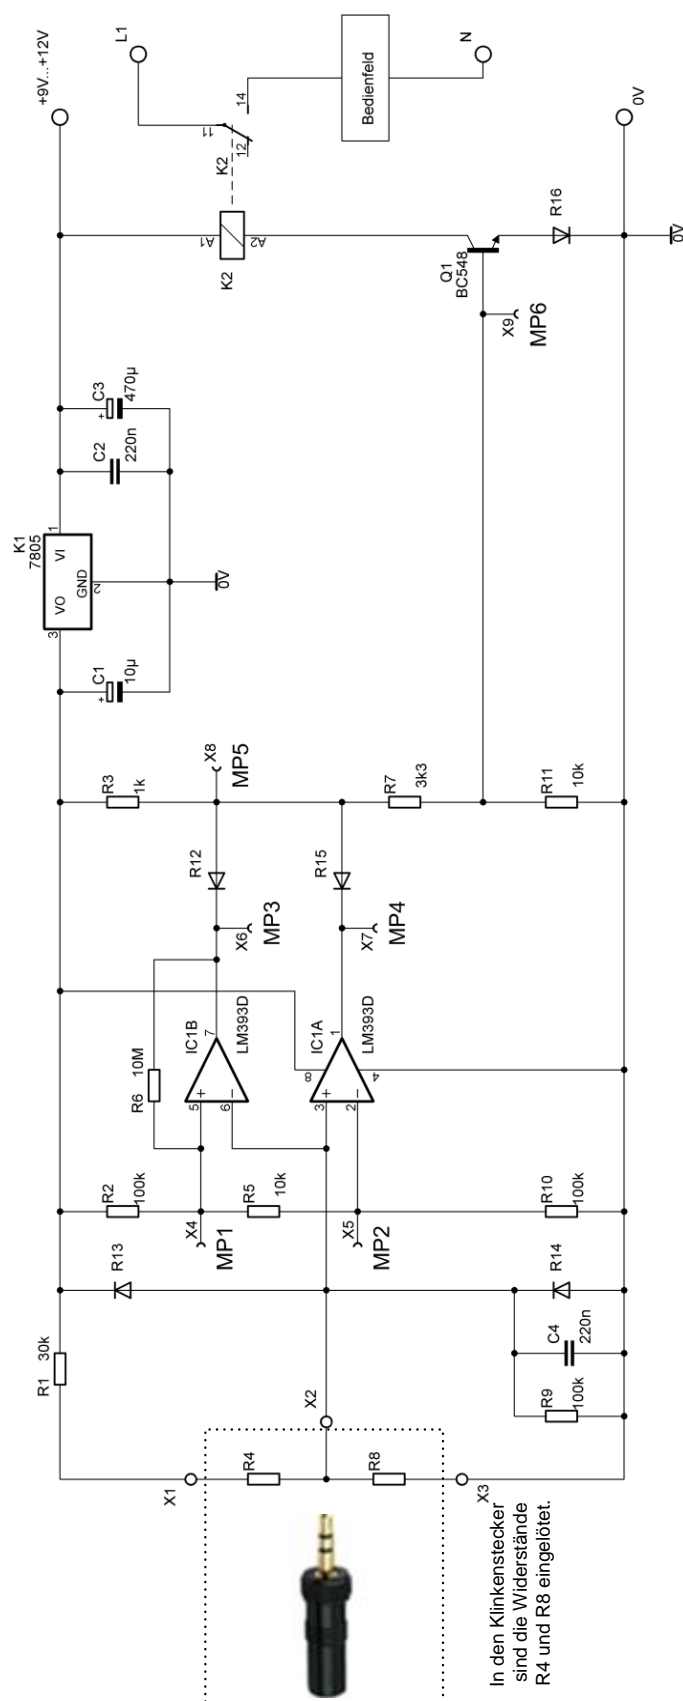 +9V...+12V
L1
N
0V
Bedienfeld
14
11
12
K2
A1
A2
K2
R16
0V
Q1
BC548
X9
MP6
C3
470µ
C2
220n
K1
7805
1
VI
VO
GND
2
3
0V
C1
10µ
R3
1k
X8
MP5
R7
3k3
R11
10k
R12
X6
MP3
R15
X7
MP4
R6
10M
IC1B
LM393D
5
6
7
+
−
IC1A
LM393D
8
3
2
1
4
+
−
R2
100k
X4
MP1
R5
10k
X5
MP2
R10
100k
R13
R14
C4
220n
R9
100k
R1
30k
X2
X1
R4
R8
X3
In den Klinkenstecker
sind die Widerstände
R4 und R8 eingelötet.